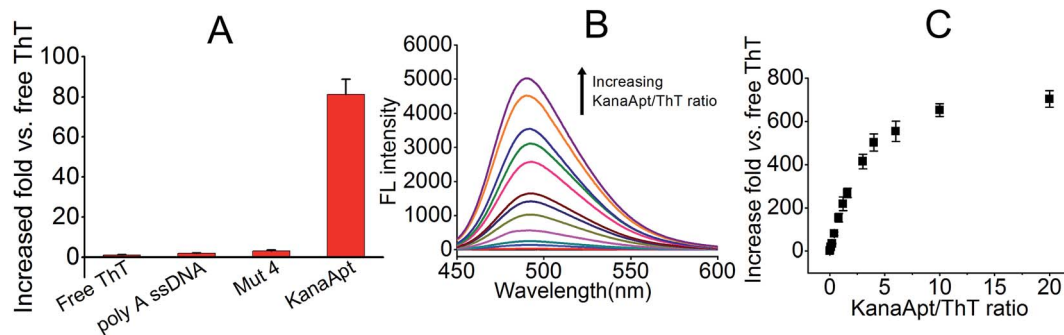 A
Increased fold vs. free ThT
100
80
60
40
20
0
Free ThT
poly A ssDNA
Mut 4
KanaApt
B
FL intensity
6000
5000
4000
3000
2000
1000
0
Increasing
KanaApt/ThT ratio
450
500
550
600
Wavelength(nm)
C
Increase fold vs. free ThT
800
600
400
200
0
0
5
10
15
20
KanaApt/ThT ratio